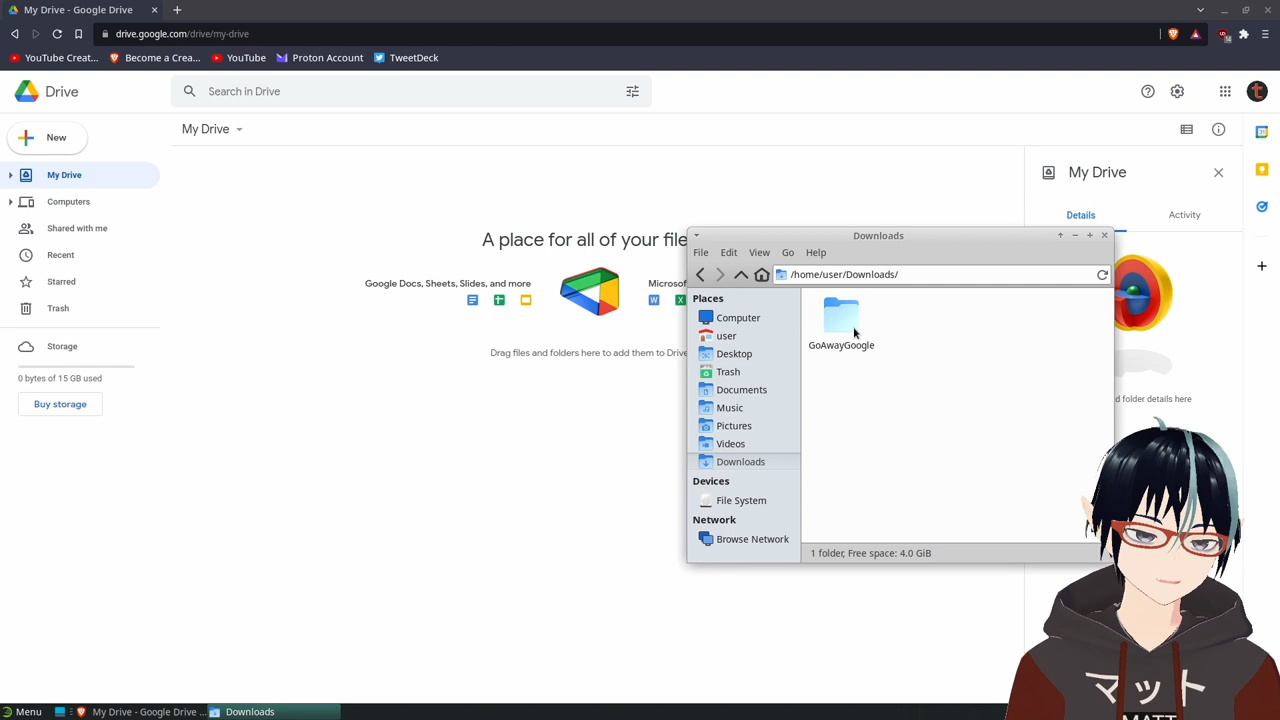 My Drive - Google Drive
drive.google.com/drive/my-drive
14
YouTube Creat...
Become a Crea...
YouTube
Proton Account
TweetDeck
Drive
Search in Drive
New
My Drive
My Drive
My Drive
Computers
Shared with me
Recent
Starred
Trash
Storage
0 bytes of 15 GB used
Buy storage
Details
Activity
A place for all of your file
Google Docs, Sheets, Slides, and more
Microsof
W
X
Drag files and folders here to add them to Drive
d folder details here
Downloads
File
Edit
View
Go
Help
/home/user/Downloads/
Places
Computer
user
Desktop
Trash
Documents
Music
Pictures
Videos
Downloads
Devices
File System
Network
Browse Network
GoAwayGoogle
1 folder, Free space: 4.0 GiB
マット
MATT
Menu
My Drive - Google Drive ...
Downloads